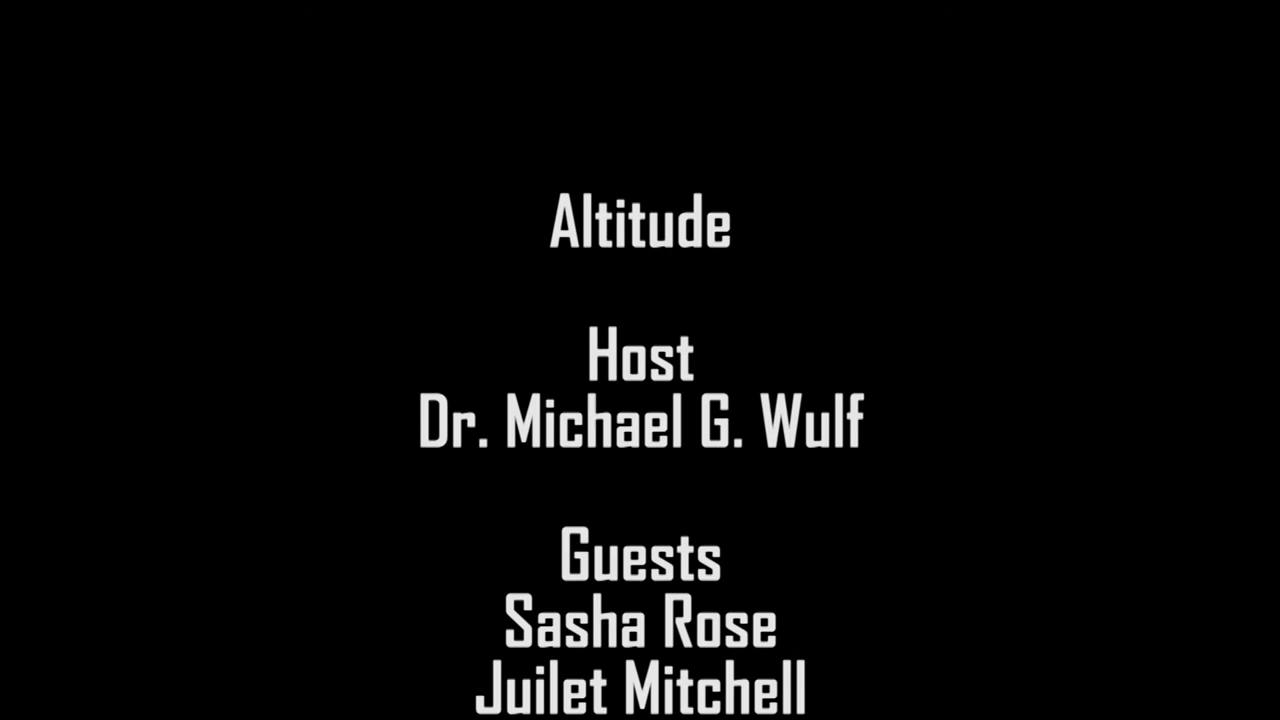 Altitude
Host
Dr. Michael G. Wulf
Guests
Sasha Rose
Juilet Mitchell